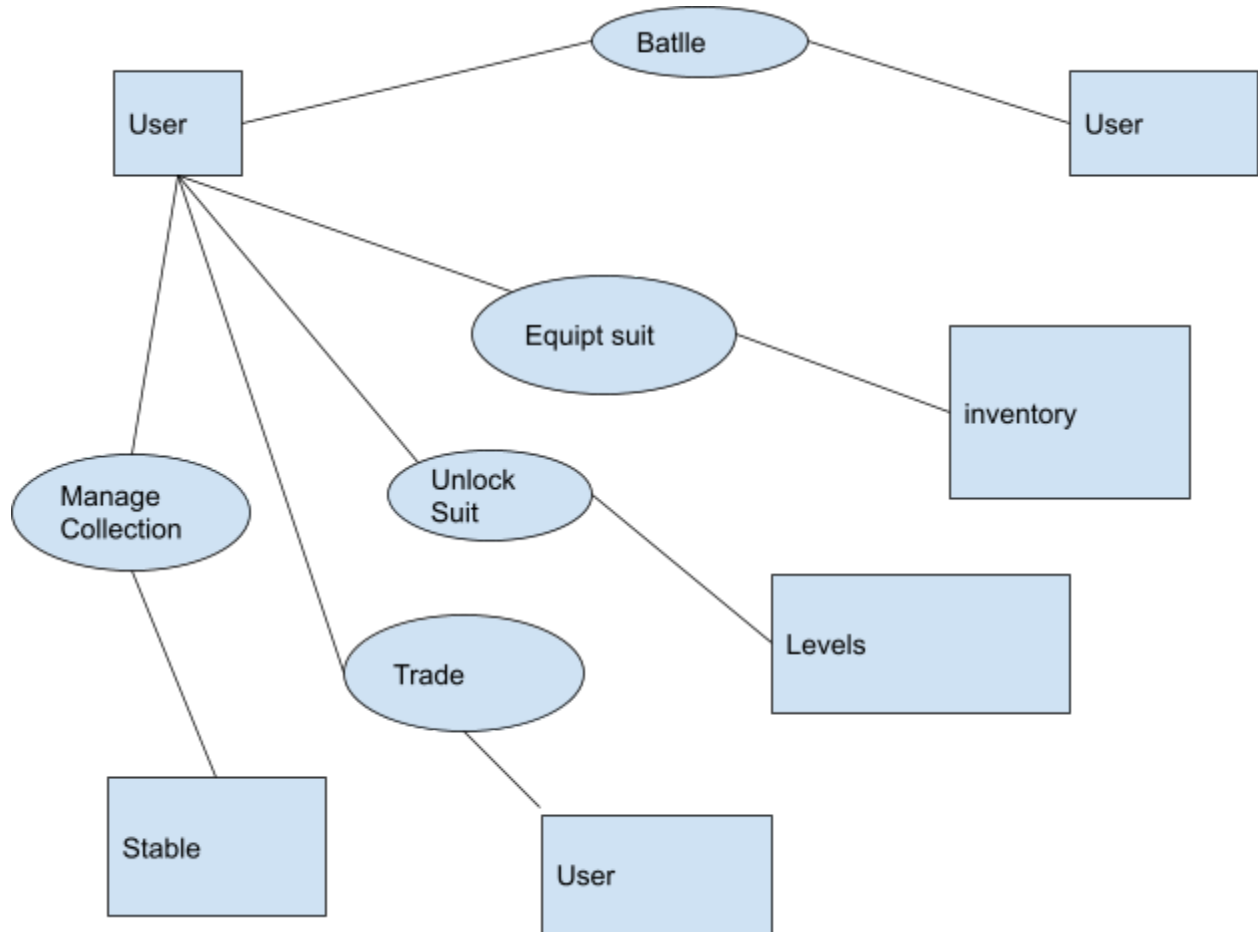 Batlle
User
User
Equipt suit
inventory
Unlock
Suit
Manage
Collection
Levels
Trade
Stable
User